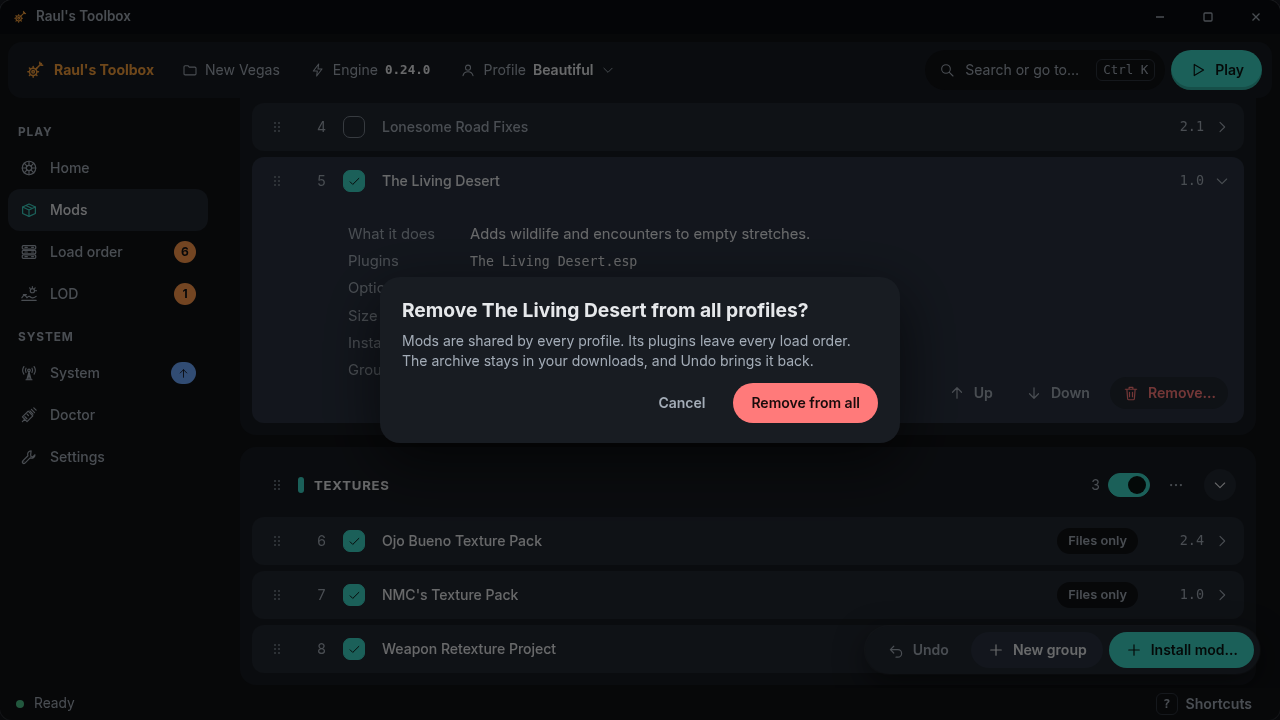 Raul's Toolbox
Raul's Toolbox
New Vegas
Engine 0.24.0
Profile Beautiful
Search or go to...
Ctrl K
Play
PLAY
Home
Mods
Load order
6
LOD
1
SYSTEM
System
Doctor
Settings
4
Lonesome Road Fixes
2.1
5
The Living Desert
1.0
What it does
Adds wildlife and encounters to empty stretches.
Plugins
The Living Desert.esp
Size
Remove The Living Desert from all profiles?
Mods are shared by every profile. Its plugins leave every load order.
The archive stays in your downloads, and Undo brings it back.
Cancel
Remove from all
Up
Down
Remove...
TEXTURES
3
6
Ojo Bueno Texture Pack
Files only
2.4
7
NMC's Texture Pack
Files only
1.0
8
Weapon Retexture Project
Undo
New group
Install mod...
Ready
? Shortcuts